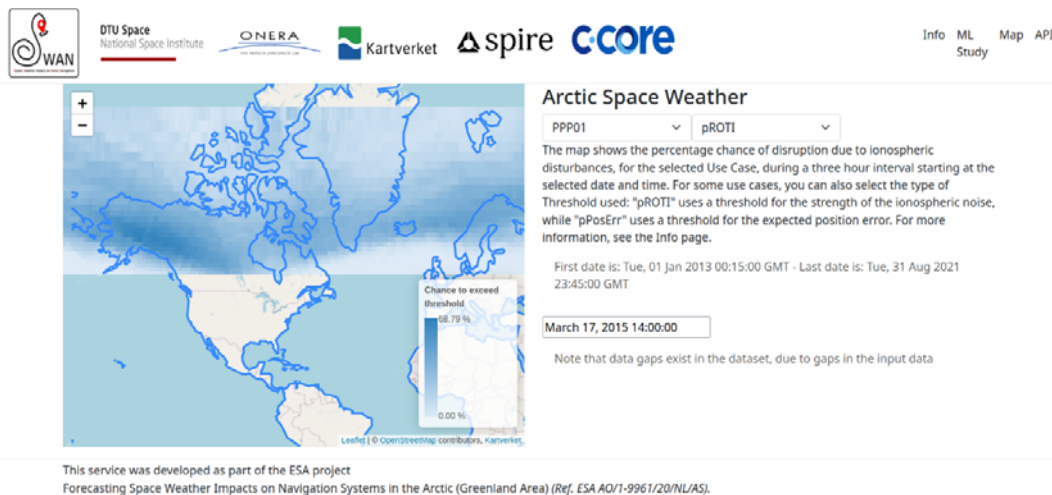 SWAN
DTU Space
National Space Institute
ONERA
THE FRENCH AEROSPACE LAB
Kartverket
spire
C-CORE
Info ML Study Map API
+
−
Arctic Space Weather
PPP01 pROTI
The map shows the percentage chance of disruption due to ionospheric
disturbances, for the selected Use Case, during a three hour interval starting at the
selected date and time. For some use cases, you can also select the type of
Threshold used: "pROTI" uses a threshold for the strength of the ionospheric noise,
while "pPosErr" uses a threshold for the expected position error. For more
information, see the Info page.
First date is: Tue, 01 Jan 2013 00:15:00 GMT - Last date is: Tue, 31 Aug 2021
23:45:00 GMT
March 17, 2015 14:00:00
Note that data gaps exist in the dataset, due to gaps in the input data
Chance to exceed
threshold
68.79 %
0.00 %
Leaflet | © OpenStreetMap contributors, Kartverket
This service was developed as part of the ESA project
Forecasting Space Weather Impacts on Navigation Systems in the Arctic (Greenland Area) (Ref. ESA AO/1-9961/20/NL/AS).